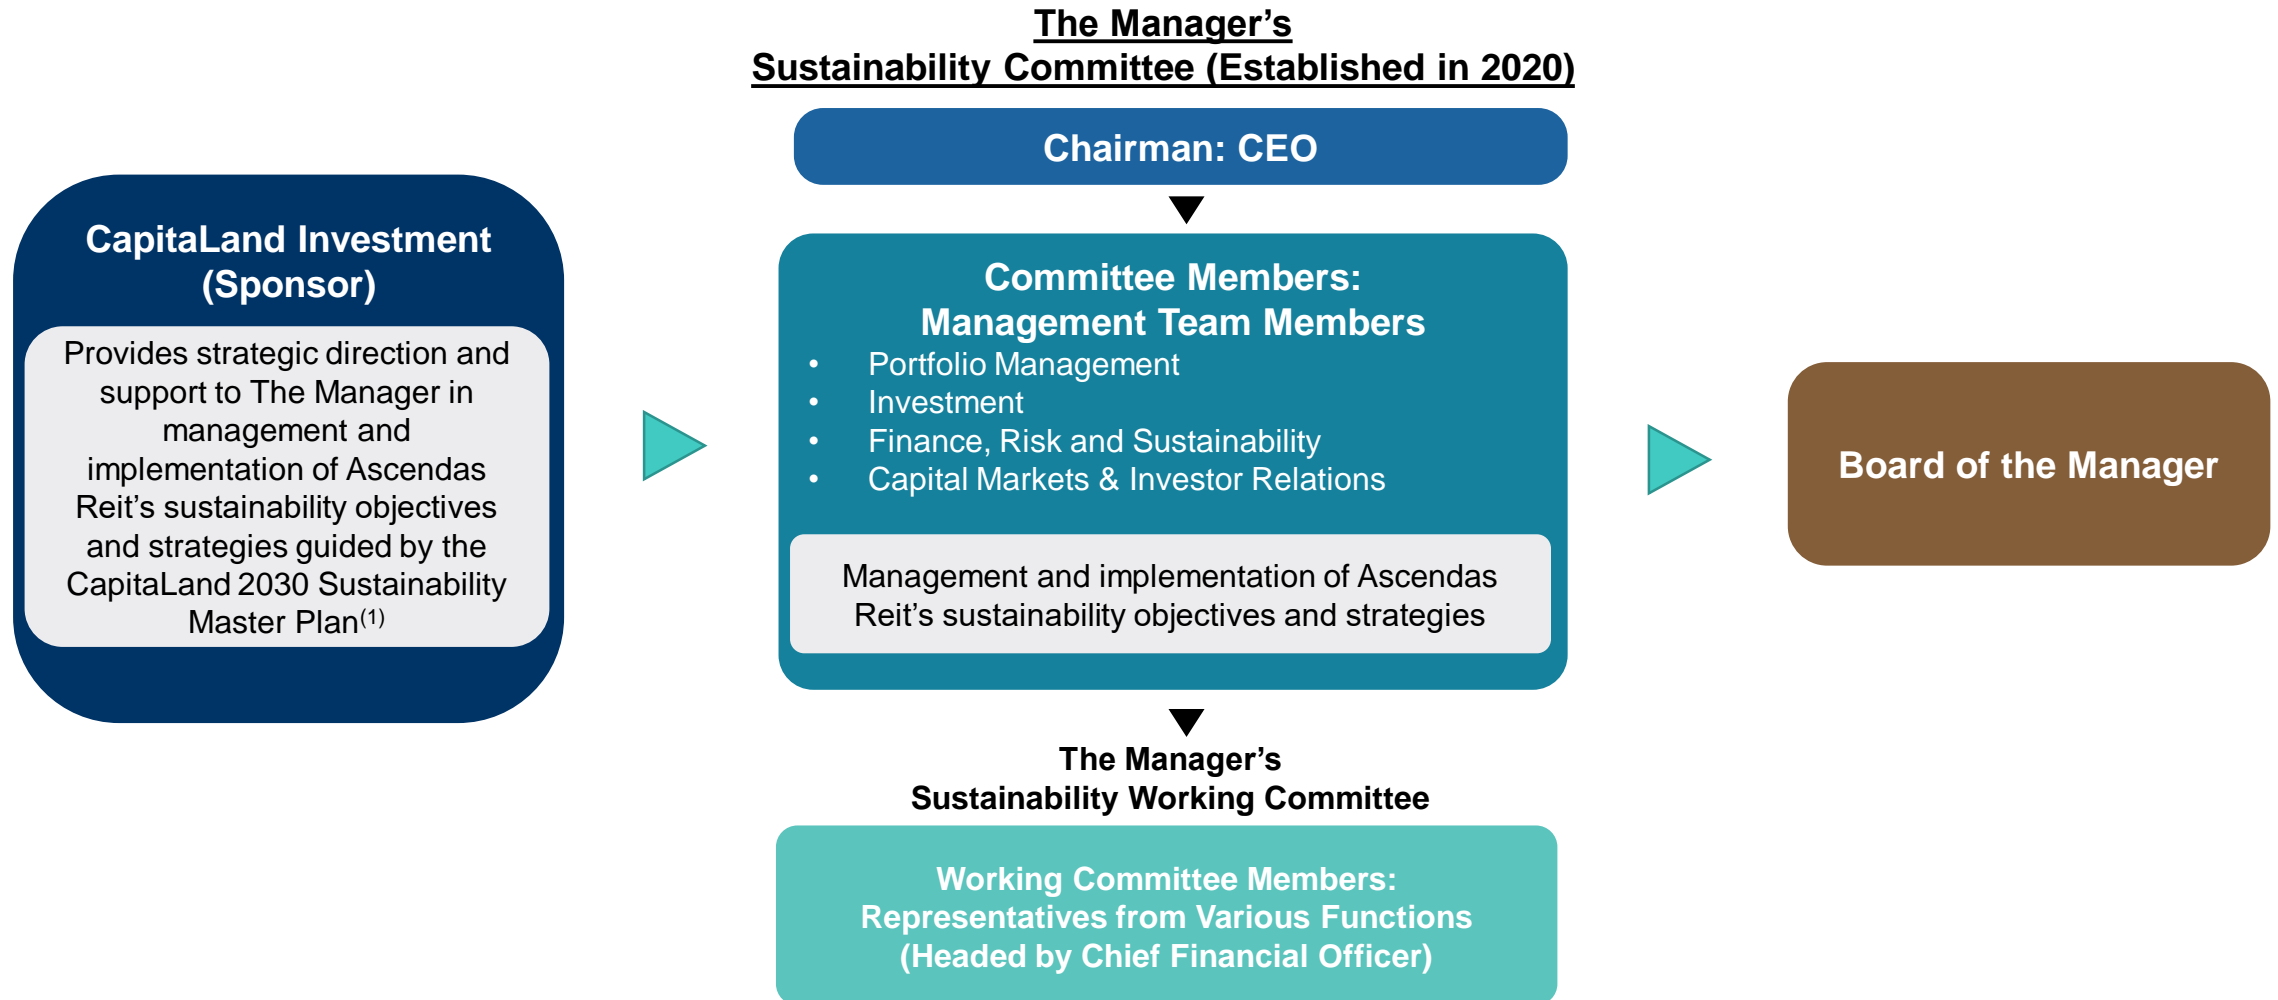 The Manager’s
Sustainability Committee (Established in 2020)
Chairman: CEO
CapitaLand Investment
(Sponsor)
Provides strategic direction and
support to The Manager in
management and
implementation of Ascendas
Reit’s sustainability objectives
and strategies guided by the
CapitaLand 2030 Sustainability
Master Plan(1)
Committee Members:
Management Team Members
• Portfolio Management
• Investment
• Finance, Risk and Sustainability
• Capital Markets & Investor Relations
Management and implementation of Ascendas
Reit’s sustainability objectives and strategies
Board of the Manager
The Manager’s
Sustainability Working Committee
Working Committee Members:
Representatives from Various Functions
(Headed by Chief Financial Officer)